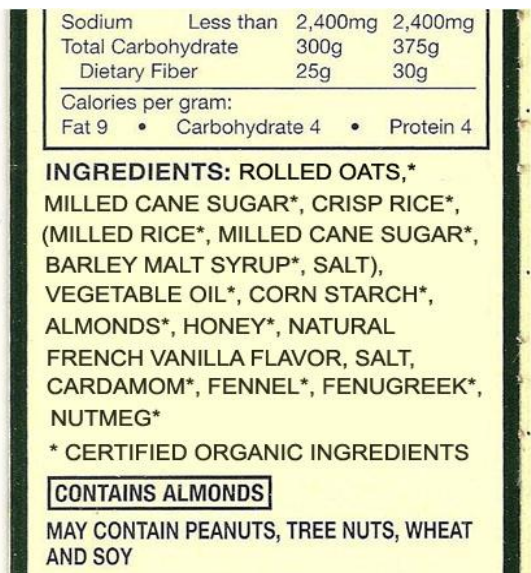 Sodium Less than 2,400mg 2,400mg
Total Carbohydrate 300g 375g
Dietary Fiber 25g 30g
Calories per gram:
Fat 9 • Carbohydrate 4 • Protein 4
INGREDIENTS: ROLLED OATS,*
MILLED CANE SUGAR*, CRISP RICE*,
(MILLED RICE*, MILLED CANE SUGAR*,
BARLEY MALT SYRUP*, SALT),
VEGETABLE OIL*, CORN STARCH*,
ALMONDS*, HONEY*, NATURAL
FRENCH VANILLA FLAVOR, SALT,
CARDAMOM*, FENNEL*, FENUGREEK*,
NUTMEG*
* CERTIFIED ORGANIC INGREDIENTS
CONTAINS ALMONDS
MAY CONTAIN PEANUTS, TREE NUTS, WHEAT
AND SOY